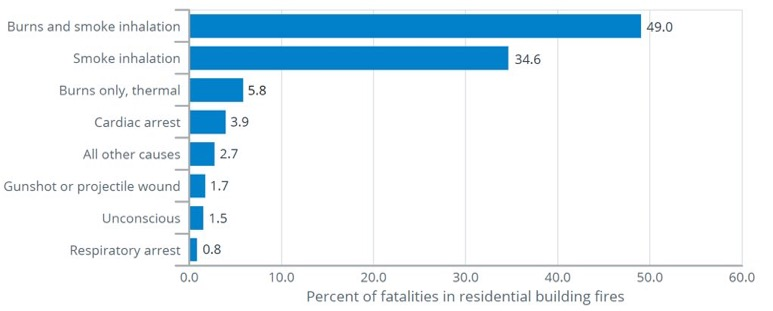 Burns and smoke inhalation 49.0
Smoke inhalation 34.6
Burns only, thermal 5.8
Cardiac arrest 3.9
All other causes 2.7
Gunshot or projectile wound 1.7
Unconscious 1.5
Respiratory arrest 0.8
0.0 10.0 20.0 30.0 40.0 50.0 60.0
Percent of fatalities in residential building fires